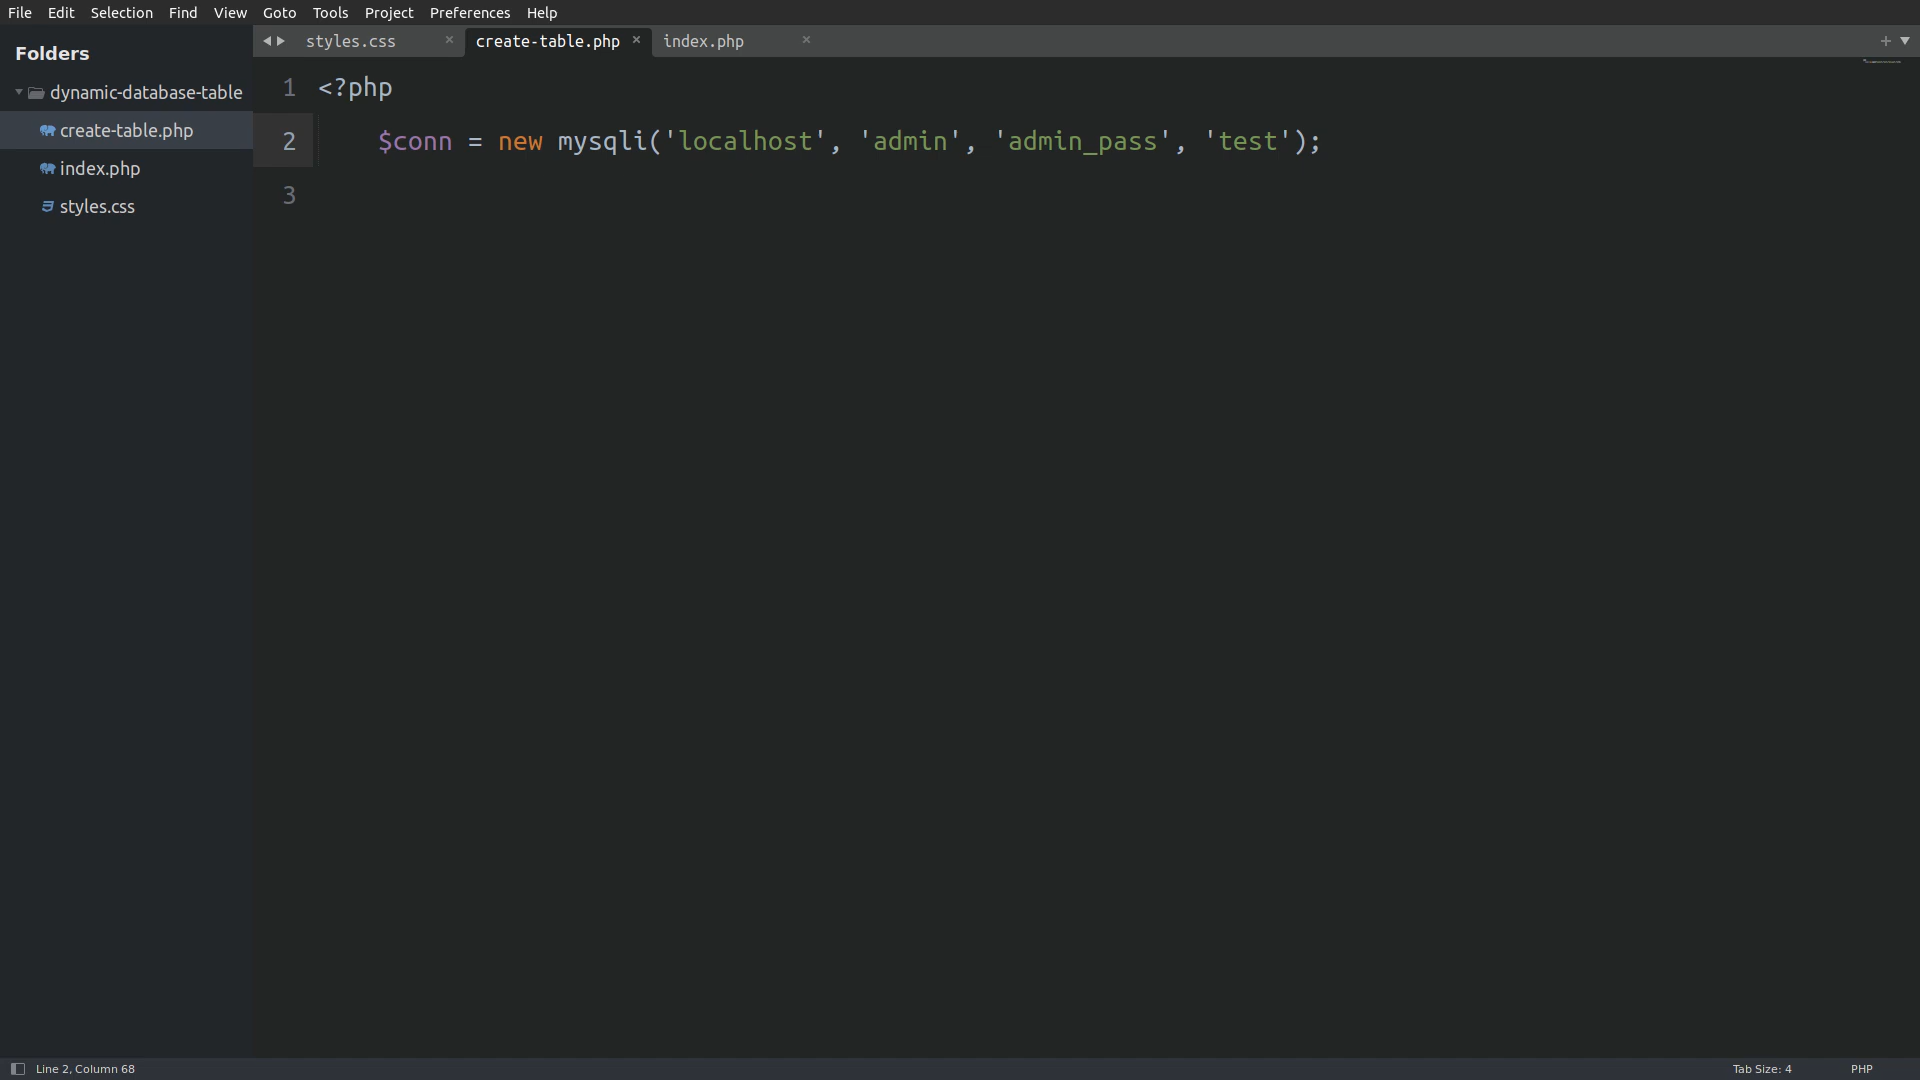 File Edit Selection Find View Goto Tools Project Preferences Help
Folders
dynamic-database-table
create-table.php
index.php
styles.css
styles.css × create-table.php × index.php ×
1 <?php
2 $conn = new mysqli('localhost', 'admin', 'admin_pass', 'test');
3
Line 2, Column 68
Tab Size: 4 PHP